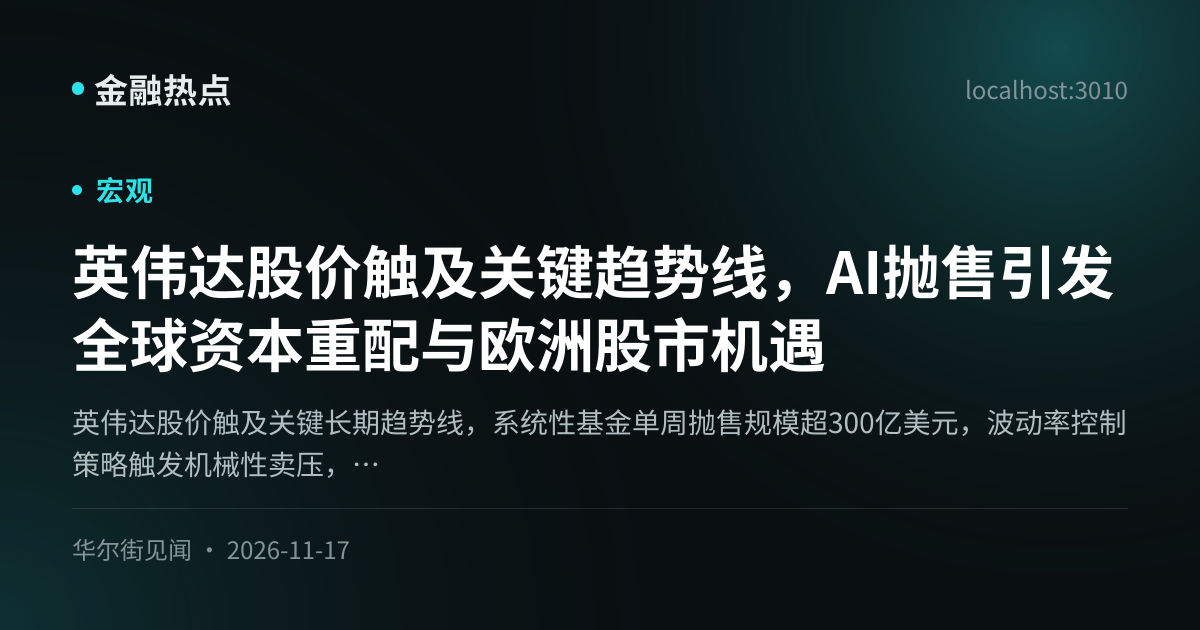 金融热点
localhost:3010
宏观
英伟达股价触及关键趋势线，AI抛售引发
全球资本重配与欧洲股市机遇
英伟达股价触及关键长期趋势线，系统性基金单周抛售规模超300亿美元，波动率控制
策略触发机械性卖压，…
华尔街见闻 • 2026-11-17